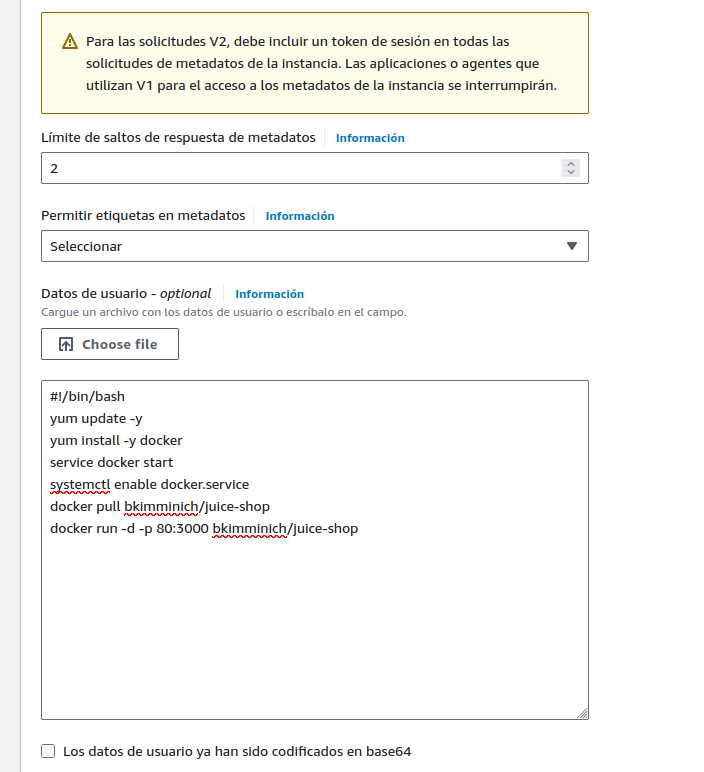 Para las solicitudes V2, debe incluir un token de sesión en todas las
solicitudes de metadatos de la instancia. Las aplicaciones o agentes que
utilizan V1 para el acceso a los metadatos de la instancia se interrumpirán.
Límite de saltos de respuesta de metadatos Información
2
Permitir etiquetas en metadatos Información
Seleccionar
Datos de usuario - optional Información
Cargue un archivo con los datos de usuario o escríbalo en el campo.
Choose file
#!/bin/bash
yum update -y
yum install -y docker
service docker start
systemctl enable docker.service
docker pull bkimminich/juice-shop
docker run -d -p 80:3000 bkimminich/juice-shop
Los datos de usuario ya han sido codificados en base64